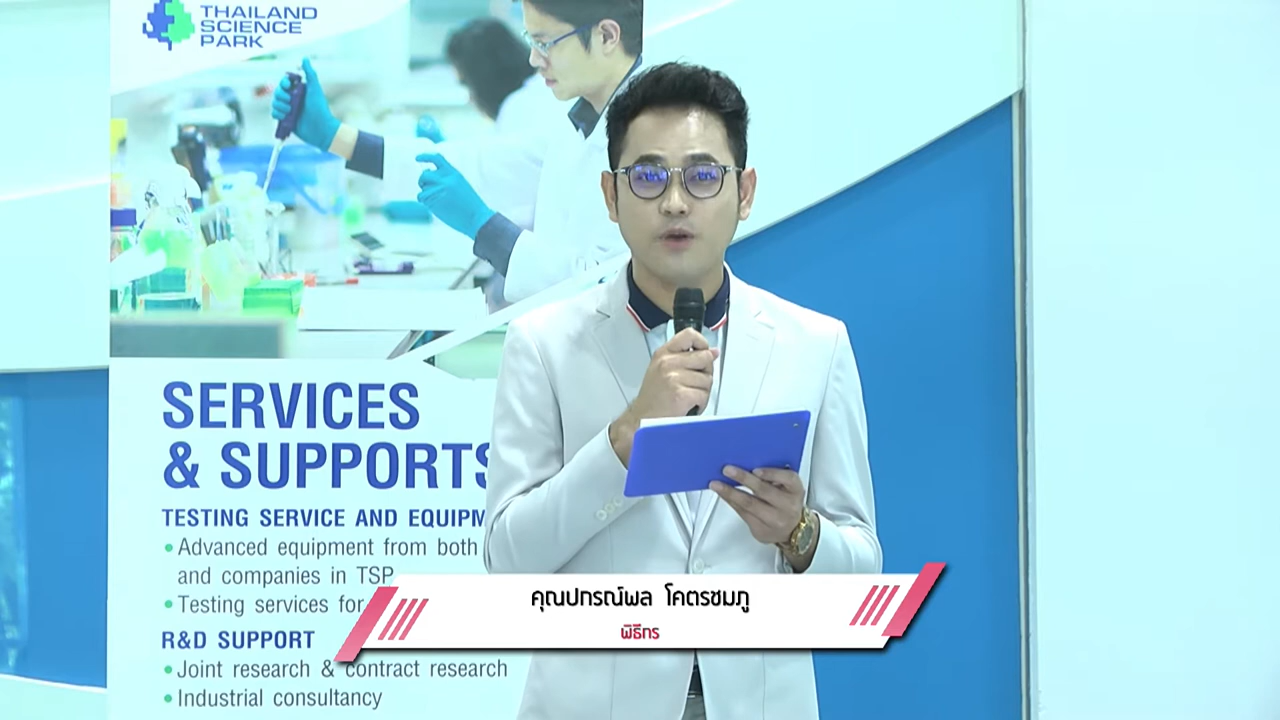 THAILAND
SCIENCE
PARK
SERVICES
& SUPPORTS
TESTING SERVICE AND
• Advanced equipment from both
and companies in TSP
• Testing services for
R&D SUPPORT
• Joint research & contract research
• Industrial consultancy
คุณปกรณ์พล โคตรชมภู
พิธีกร